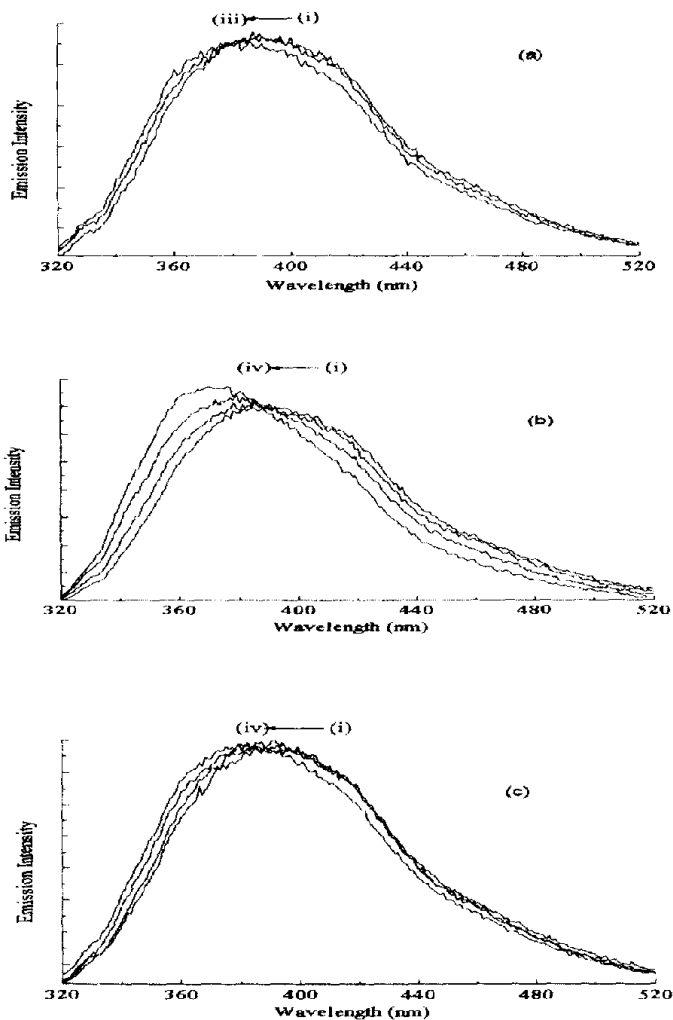 (iii) (i)
(a)
Emission Intensity
320 360 400 440 480 520
Wavelength (nm)
(iv) (i)
(b)
Emission Intensity
320 360 400 440 480 520
Wavelength (nm)
(iv) (i)
(c)
Emission Intensity
320 360 400 440 480 520
Wavelength (nm)